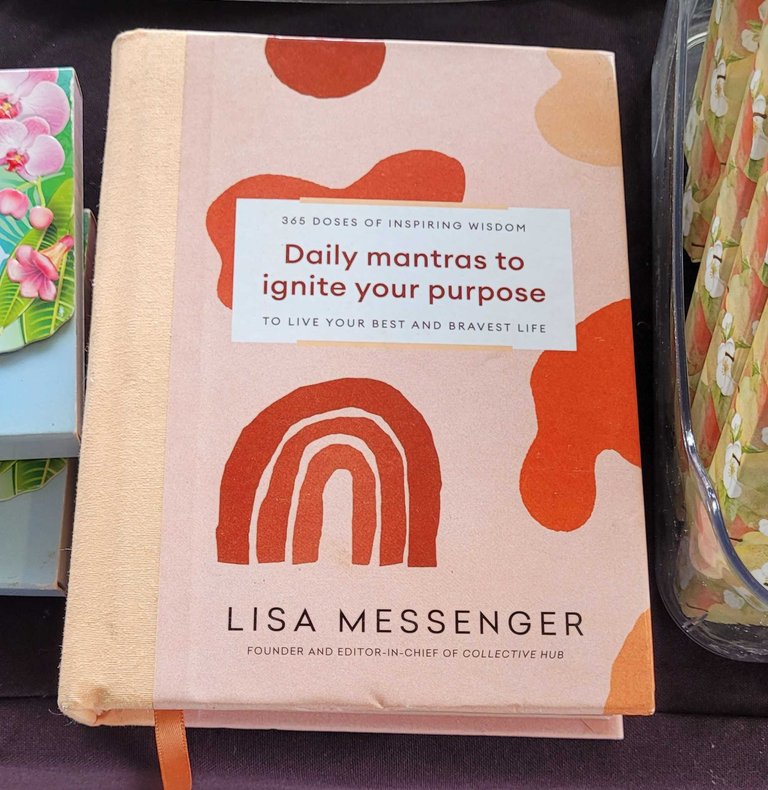 365 DOSES OF INSPIRING WISDOM
Daily mantras to
ignite your purpose
TO LIVE YOUR BEST AND BRAVEST LIFE
LISA MESSENGER
FOUNDER AND EDITOR-IN-CHIEF OF COLLECTIVE HUB